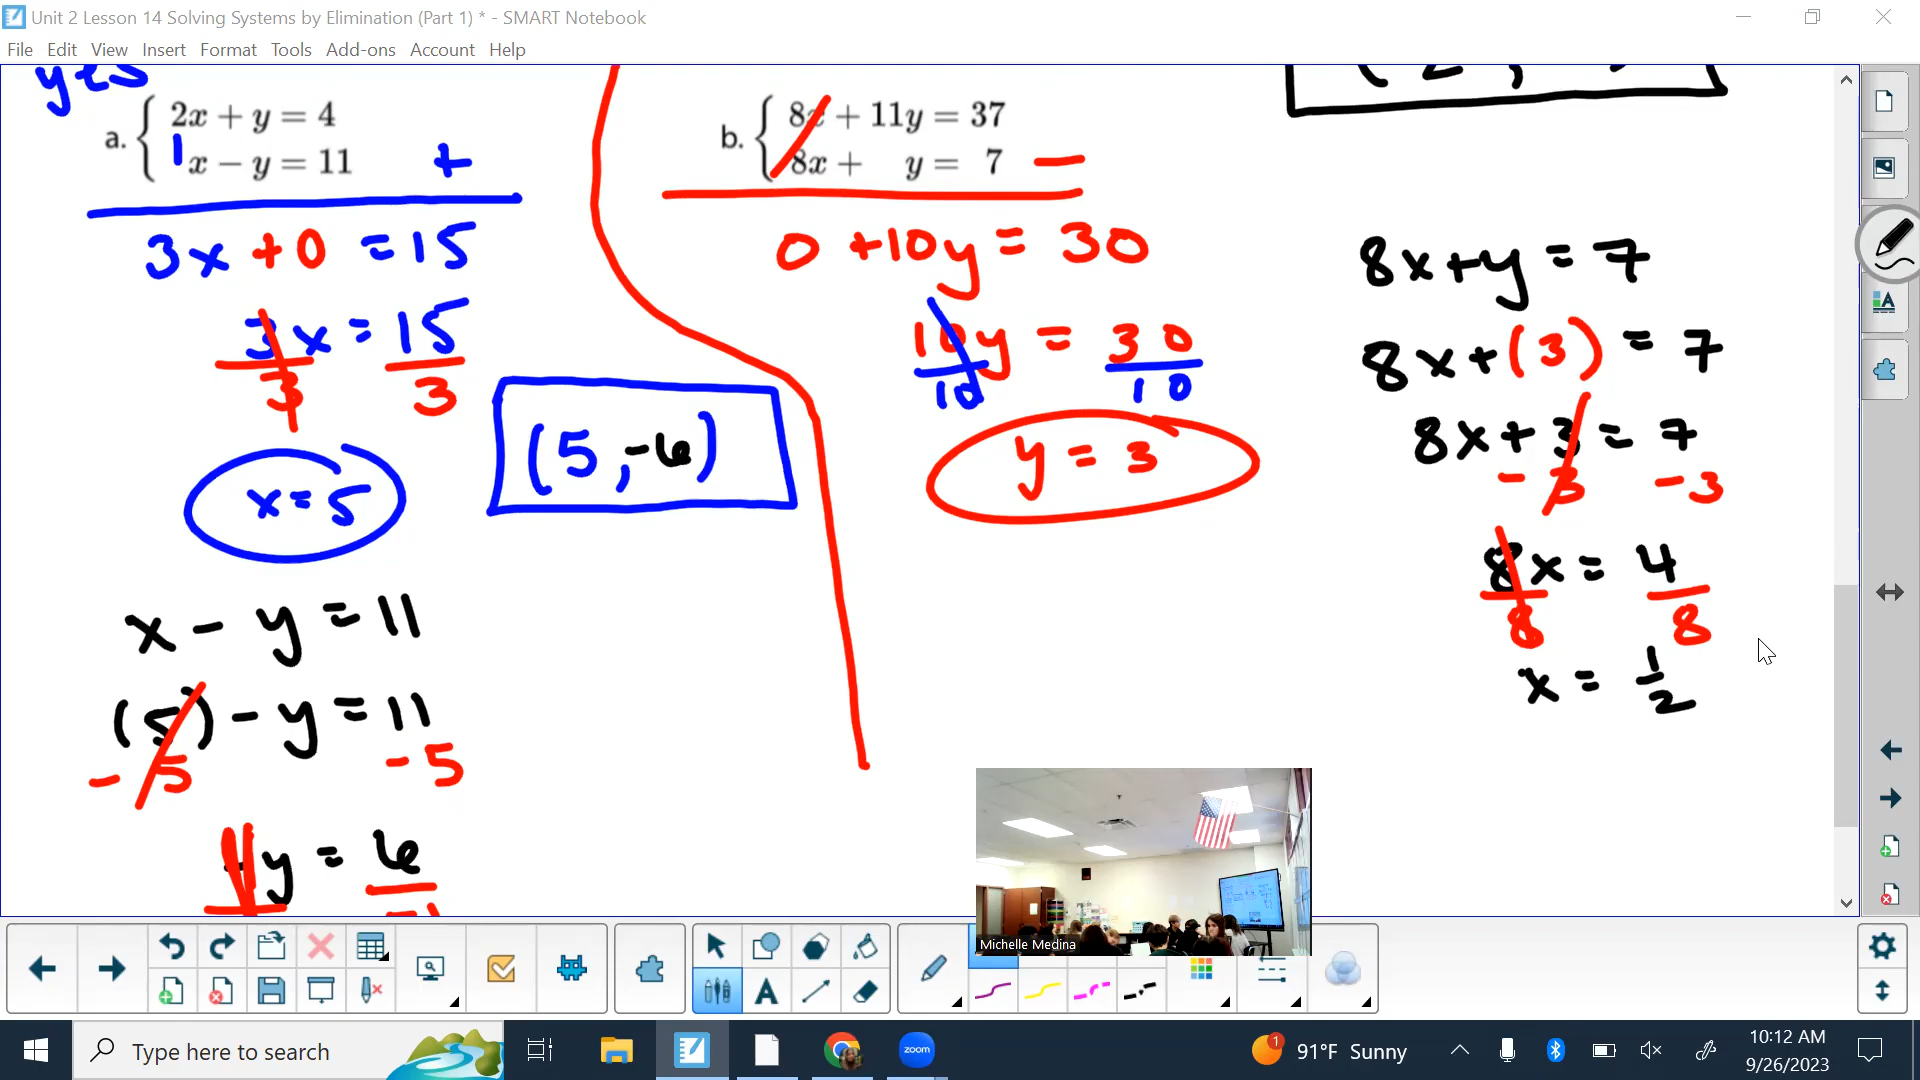 Unit 2 Lesson 14 Solving Systems by Elimination (Part 1) * - SMART Notebook
File Edit View Insert Format Tools Add-ons Account Help
yes
a. { 2x + y = 4
1x − y = 11 +
3x + 0 = 15
3x = 15
3 3
x = 5
(5, -6)
x - y = 11
(5) - y = 11
- 5 - 5
y = 6
-1
b. { 8x + 11y = 37
8x + y = 7 —
0 + 10y = 30
10y = 30
10 10
y = 3
8x + y = 7
8x + (3) = 7
8x + 3 = 7
- 3 - 3
8x = 4
8 8
x = 1/2
Michelle Medina
Type here to search
zoom
1
91°F Sunny
10:12 AM
9/26/2023